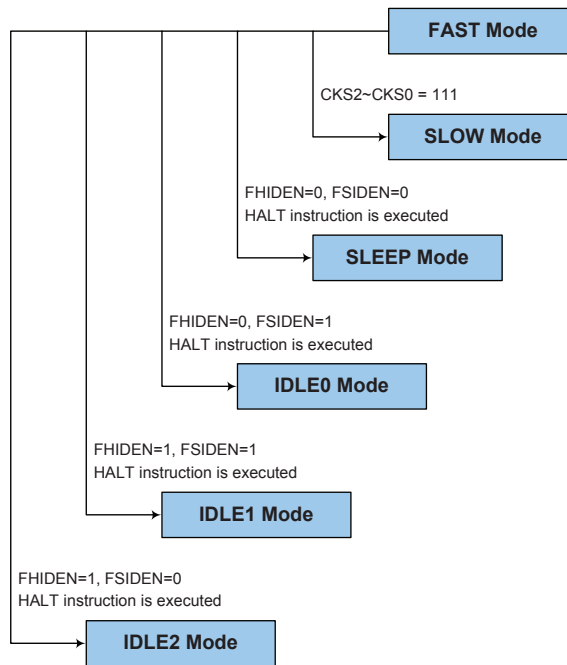 FAST Mode
CKS2~CKS0 = 111
SLOW Mode
FHIDEN=0, FSIDEN=0
HALT instruction is executed
SLEEP Mode
FHIDEN=0, FSIDEN=1
HALT instruction is executed
IDLE0 Mode
FHIDEN=1, FSIDEN=1
HALT instruction is executed
IDLE1 Mode
FHIDEN=1, FSIDEN=0
HALT instruction is executed
IDLE2 Mode